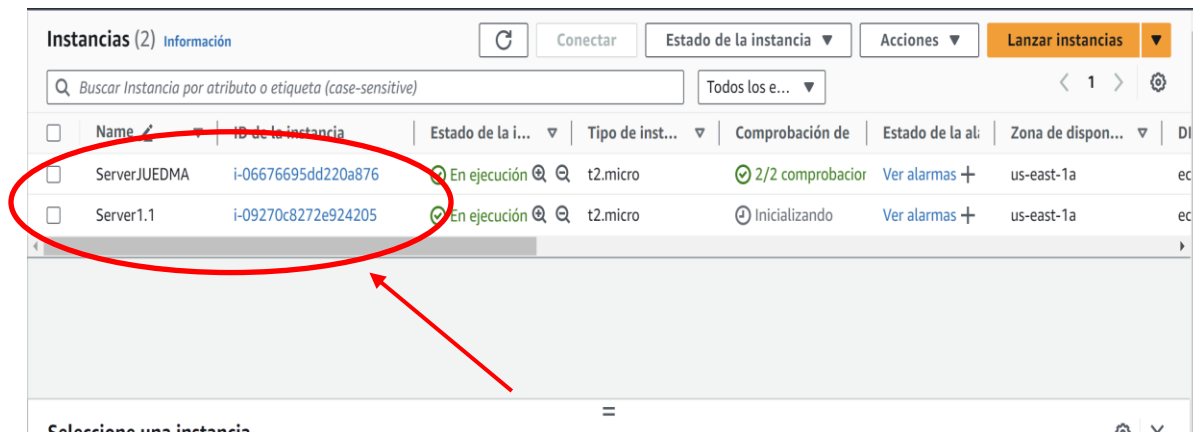 Instancias (2) Información Conectar Estado de la instancia Acciones Lanzar instancias
Buscar Instancia por atributo o etiqueta (case-sensitive) Todos los e... 1
Name ID de la instancia Estado de la i... Tipo de inst... Comprobación de Estado de la ala Zona de dispon...
ServerJUEDMA i-06676695dd220a876 En ejecución t2.micro 2/2 comprobacion Ver alarmas us-east-1a ec
Server1.1 i-09270c8272e924205 En ejecución t2.micro Inicializando Ver alarmas us-east-1a ec
Seleccione una instancia